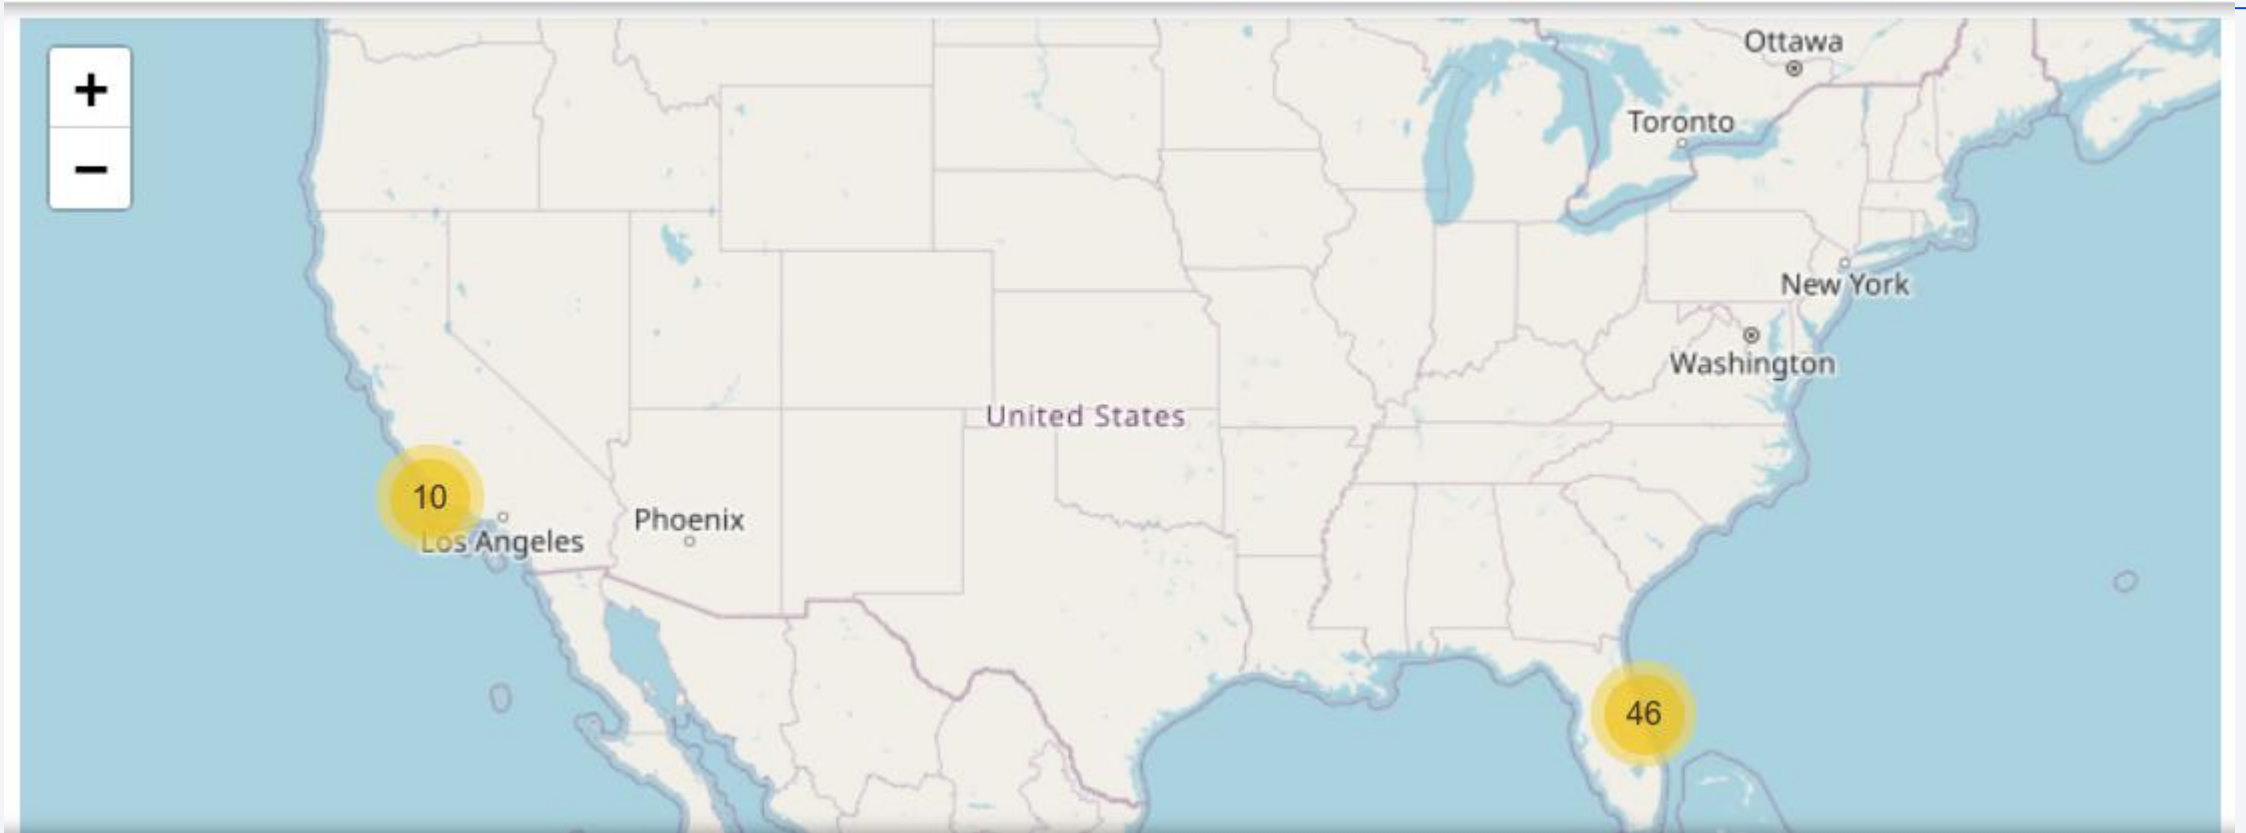 +
−
Ottawa
Toronto
New York
Washington
United States
10
Los Angeles
Phoenix
46